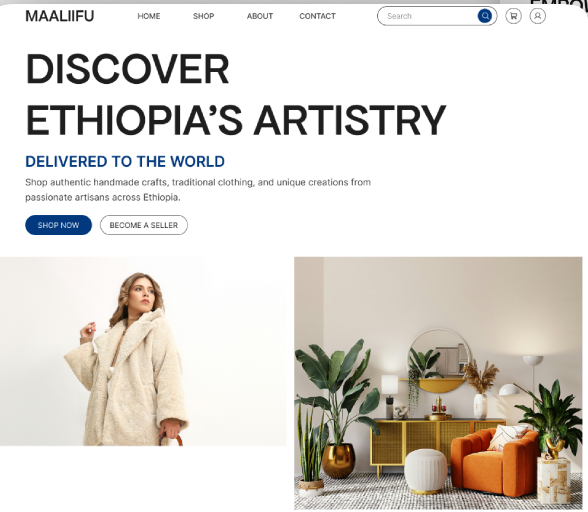 MAALIIFU
HOME
SHOP
ABOUT
CONTACT
Search
DISCOVER
ETHIOPIA'S ARTISTRY
DELIVERED TO THE WORLD
Shop authentic handmade crafts, traditional clothing, and unique creations from
passionate artisans across Ethiopia.
SHOP NOW
BECOME A SELLER